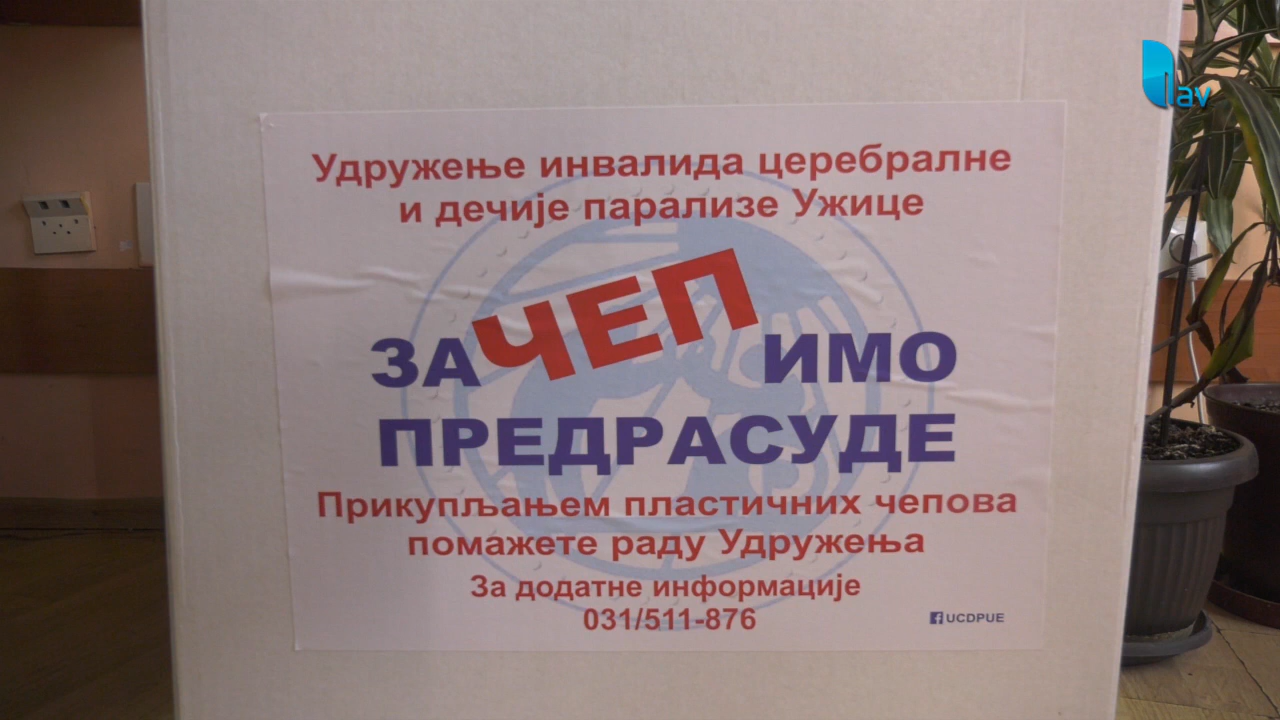 Удружење инвалида церебралне
и дечије парализе Ужице
ЗАЧЕПИМО
ПРЕДРАСУДЕ
Прикупљањем пластичних чепова
помажете раду Удружења
За додатне информације
031/511-876
UCDPUE
av